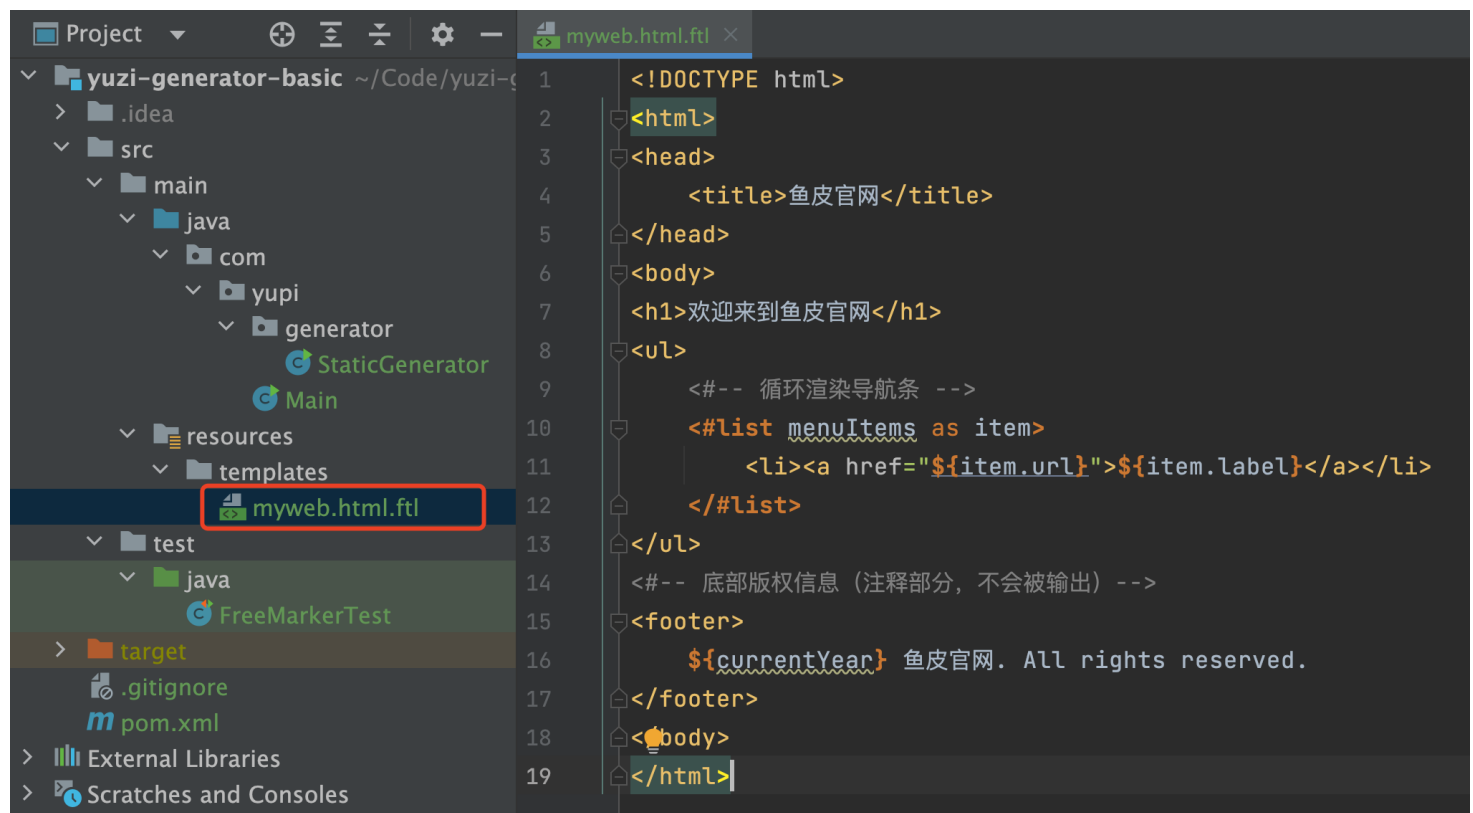 Project
yuzi-generator-basic ~/Code/yuzi-g
.idea
src
main
java
com
yupi
generator
StaticGenerator
Main
resources
templates
myweb.html.ftl
test
java
FreeMarkerTest
target
.gitignore
pom.xml
External Libraries
Scratches and Consoles
myweb.html.ftl
1 <!DOCTYPE html>
2 <html>
3 <head>
4 <title>鱼皮官网</title>
5 </head>
6 <body>
7 <h1>欢迎来到鱼皮官网</h1>
8 <ul>
9 <#-- 循环渲染导航条 -->
10 <#list menuItems as item>
11 <li><a href="${item.url}">${item.label}</a></li>
12 </#list>
13 </ul>
14 <#-- 底部版权信息（注释部分，不会被输出）-->
15 <footer>
16 ${currentYear} 鱼皮官网. All rights reserved.
17 </footer>
18 </body>
19 </html>